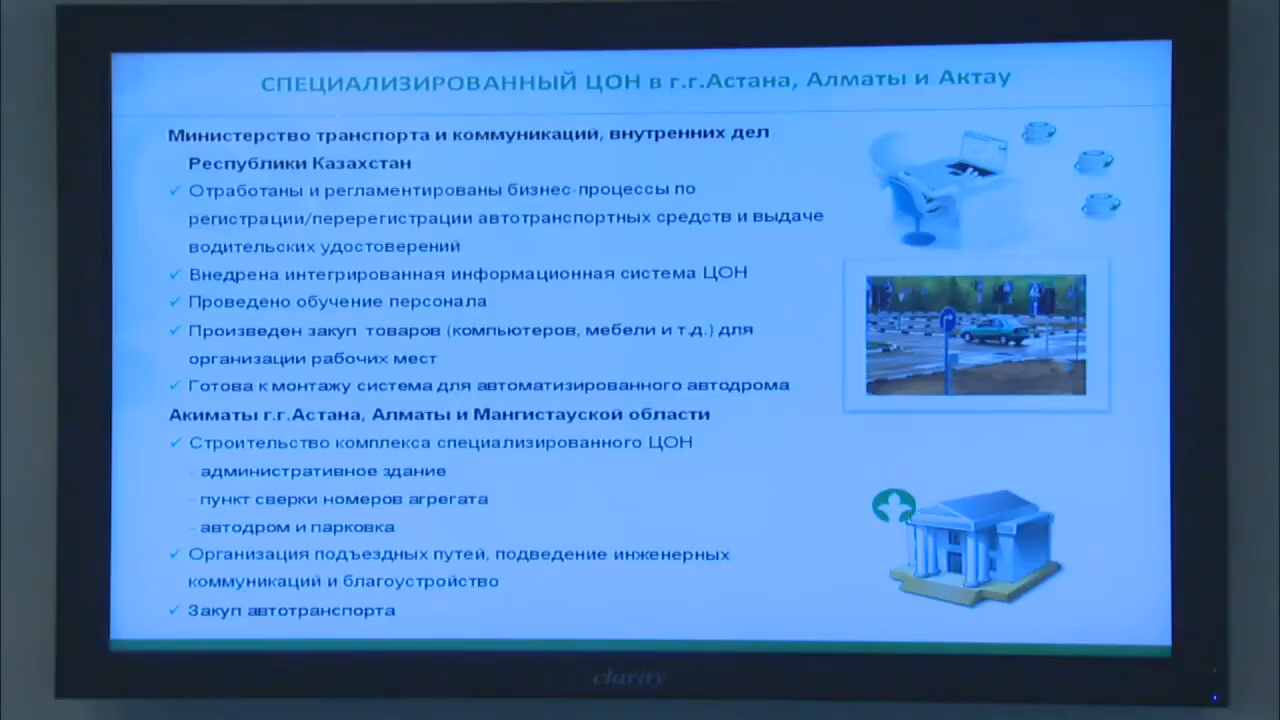 СПЕЦИАЛИЗИРОВАННЫЙ ЦОН в г.г.Астана, Алматы и Актау
Министерство транспорта и коммуникаций, внутренних дел
Республики Казахстан
✓ Отработаны и регламентированы бизнес-процессы по
регистрации/перерегистрации автотранспортных средств и выдаче
водительских удостоверений
✓ Внедрена интегрированная информационная система ЦОН
✓ Проведено обучение персонала
✓ Произведен закуп товаров (компьютеров, мебели и т.д.) для
организации рабочих мест
✓ Готова к монтажу система для автоматизированного автодрома
Акиматы г.г.Астана, Алматы и Мангистауской области
✓ Строительство комплекса специализированного ЦОН
- административное здание
- пункт сверки номеров агрегата
- автодром и парковка
✓ Организация подъездных путей, подведение инженерных
коммуникаций и благоустройство
✓ Закуп автотранспорта
clarity